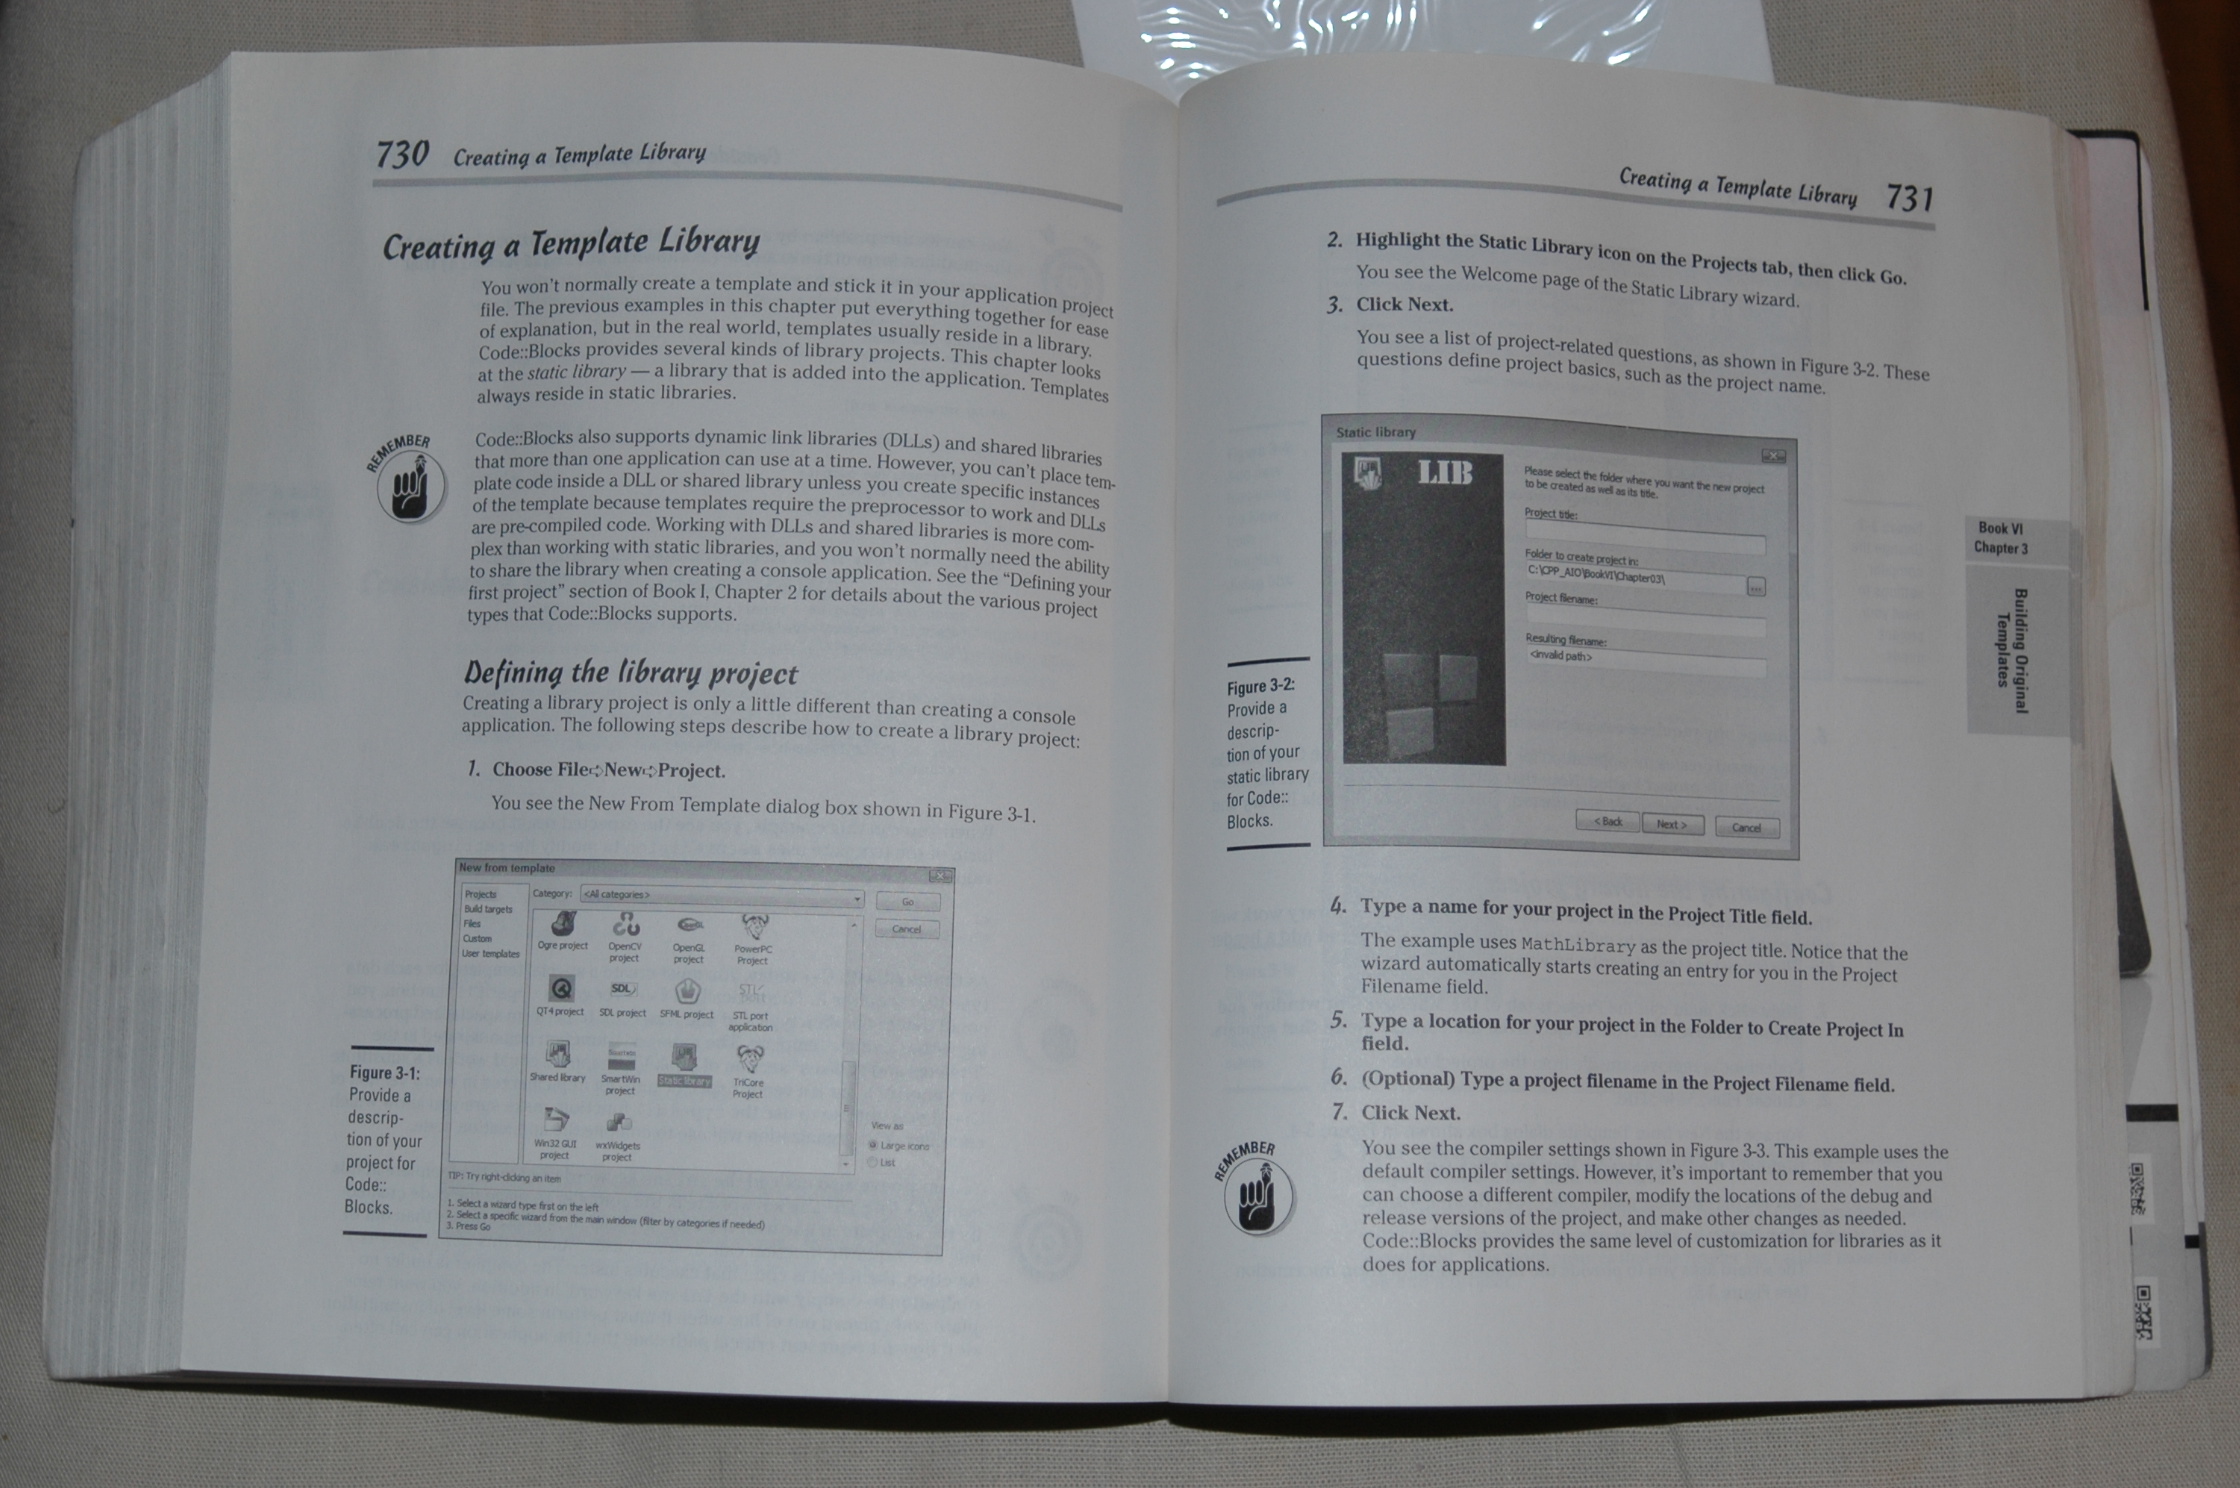 730 Creating a Template Library
Creating a Template Library
You won't normally create a template and stick it in your application project
file. The previous examples in this chapter put everything together for ease
of explanation, but in the real world, templates usually reside in a library.
Code::Blocks provides several kinds of library projects. This chapter looks
at the static library — a library that is added into the application. Templates
always reside in static libraries.
REMEMBER
Code::Blocks also supports dynamic link libraries (DLLs) and shared libraries
that more than one application can use at a time. However, you can't place tem-
plate code inside a DLL or shared library unless you create specific instances
of the template because templates require the preprocessor to work and DLLs
are pre-compiled code. Working with DLLs and shared libraries is more com-
plex than working with static libraries, and you won't normally need the ability
to share the library when creating a console application. See the “Defining your
first project” section of Book I, Chapter 2 for details about the various project
types that Code::Blocks supports.
Defining the library project
Creating a library project is only a little different than creating a console
application. The following steps describe how to create a library project:
1. Choose File➪New➪Project.
You see the New From Template dialog box shown in Figure 3-1.
New from template
Projects
Build targets
Files
Custom
User templates
Category: <All categories>
Go
Cancel
Ogre project
OpenCV
project
OpenGL
project
PowerPC
Project
QT4 project
SDL
SDL project
SFML project
STL port
application
Shared library
SmartWin
project
Static library
TriCore
Project
Win32 GUI
project
wxWidgets
project
View as
Large icons
List
TIP: Try right-clicking an item
1. Select a wizard type first on the left
2. Select a specific wizard from the main window (filter by categories if needed)
3. Press Go
Figure 3-1:
Provide a
descrip-
tion of your
project for
Code::
Blocks.
Creating a Template Library 731
2. Highlight the Static Library icon on the Projects tab, then click Go.
You see the Welcome page of the Static Library wizard.
3. Click Next.
You see a list of project-related questions, as shown in Figure 3-2. These
questions define project basics, such as the project name.
Static library
LIB
Please select the folder where you want the new project
to be created as well as its title.
Project title:
Folder to create project in:
C:\CPP_AIO\BookVI\Chapter03\
...
Project filename:
Resulting filename:
<invalid path>
< Back
Next >
Cancel
Figure 3-2:
Provide a
descrip-
tion of your
static library
for Code::
Blocks.
Book VI
Chapter 3
Building Original
Templates
4. Type a name for your project in the Project Title field.
The example uses MathLibrary as the project title. Notice that the
wizard automatically starts creating an entry for you in the Project
Filename field.
5. Type a location for your project in the Folder to Create Project In
field.
6. (Optional) Type a project filename in the Project Filename field.
7. Click Next.
REMEMBER
You see the compiler settings shown in Figure 3-3. This example uses the
default compiler settings. However, it's important to remember that you
can choose a different compiler, modify the locations of the debug and
release versions of the project, and make other changes as needed.
Code::Blocks provides the same level of customization for libraries as it
does for applications.